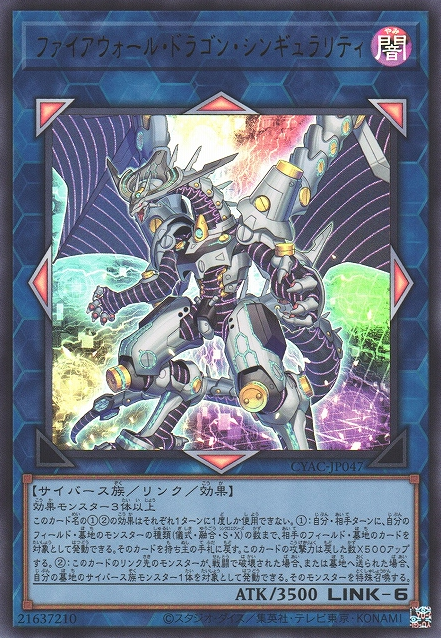 ファイアウォール・ドラゴン・シンギュラリティ
闇
CYAC-JP047
【サイバース族/リンク/効果】
効果モンスター3体以上
このカード名の①②の効果はそれぞれ1ターンに1度しか使用できない。①:自分・相手ターンに、自分の
フィールド・墓地のモンスターの種類(儀式・融合・S・X)の数まで、相手のフィールド・墓地のカードを
対象として発動できる。そのカードを持ち主の手札に戻す。このカードの攻撃力は戻した数×500アップ
する。②:このカードのリンク先のモンスターが、戦闘で破壊された場合、または墓地へ送られた場合、
自分の墓地のサイバース族モンスター1体を対象として発動できる。そのモンスターを特殊召喚する。
ATK/3500 LINK-6
21637210
©スタジオ・ダイス/集英社・テレビ東京・KONAMI